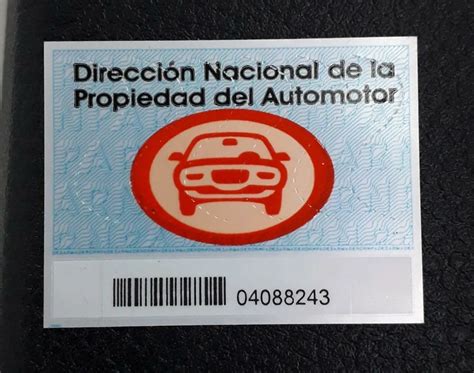 Dirección Nacional de la
Propiedad del Automotor
04088243